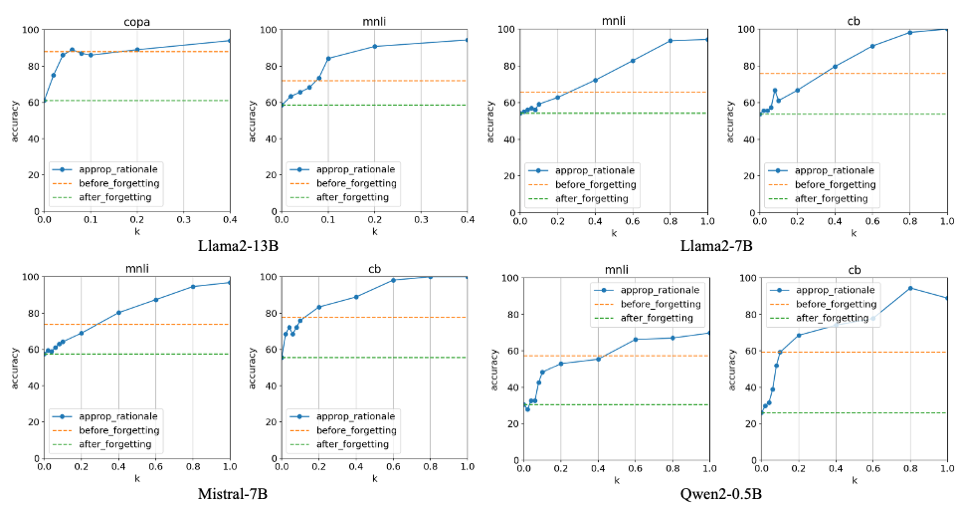 copa
100
80
60
40
20
0
accuracy
approp_rationale
before_forgetting
after_forgetting
0.0 0.1 0.2 0.3 0.4
k
mnli
100
80
60
40
20
0
accuracy
approp_rationale
before_forgetting
after_forgetting
0.0 0.1 0.2 0.3 0.4
k
Llama2-13B
mnli
100
80
60
40
20
0
accuracy
approp_rationale
before_forgetting
after_forgetting
0.0 0.2 0.4 0.6 0.8 1.0
k
cb
100
80
60
40
20
0
accuracy
approp_rationale
before_forgetting
after_forgetting
0.0 0.2 0.4 0.6 0.8 1.0
k
Llama2-7B
mnli
100
80
60
40
20
0
accuracy
approp_rationale
before_forgetting
after_forgetting
0.0 0.2 0.4 0.6 0.8 1.0
k
cb
100
80
60
40
20
0
accuracy
approp_rationale
before_forgetting
after_forgetting
0.0 0.2 0.4 0.6 0.8 1.0
k
Mistral-7B
mnli
100
80
60
40
20
0
accuracy
approp_rationale
before_forgetting
after_forgetting
0.0 0.2 0.4 0.6 0.8 1.0
k
cb
100
80
60
40
20
0
accuracy
approp_rationale
before_forgetting
after_forgetting
0.0 0.2 0.4 0.6 0.8 1.0
k
Qwen2-0.5B